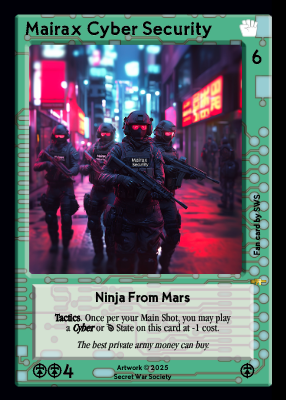 Mairax Cyber Security
6
Mairax
Security
Fan card by SWS
Ninja From Mars
Tactics. Once per your Main Shot, you may play
a Cyber or State on this card at -1 cost.
The best private army money can buy.
4
Artwork © 2025
Secret War Society